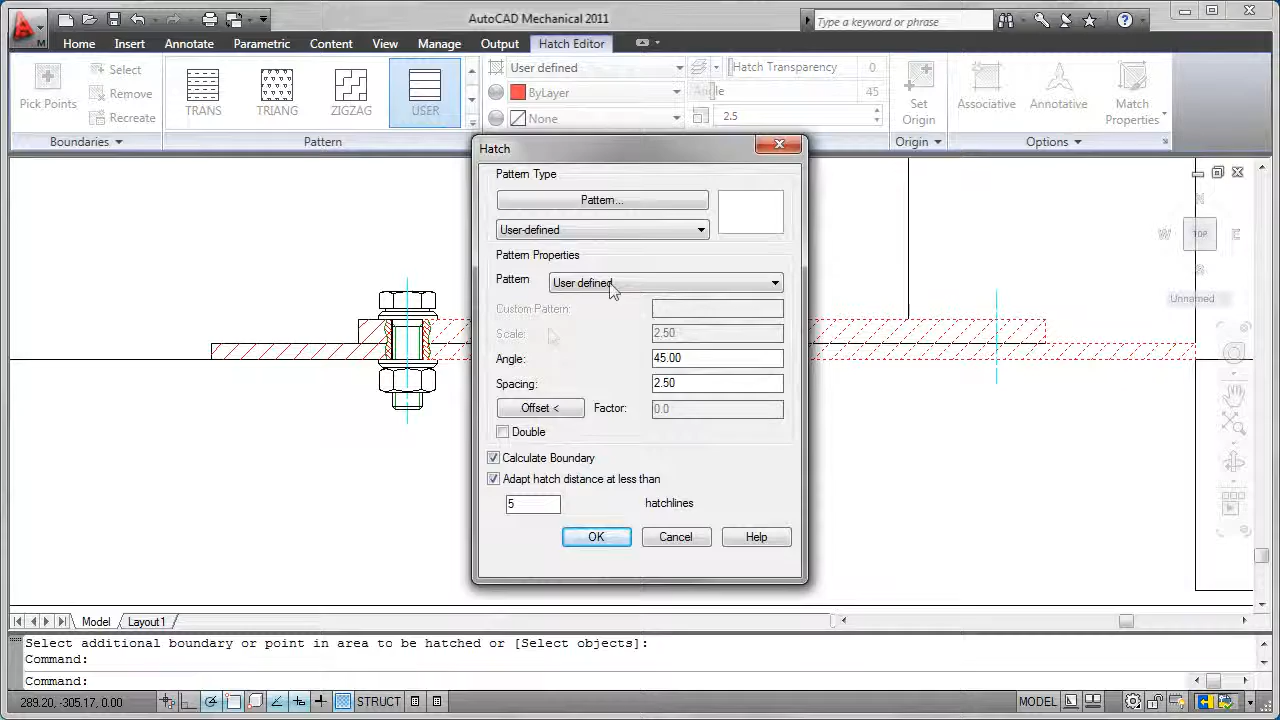 AutoCAD Mechanical 2011
Type a keyword or phrase
M
Home Insert Annotate Parametric Content View Manage Output Hatch Editor
Pick Points
Select
Remove
Recreate
TRANS TRIANG ZIGZAG USER
User defined
ByLayer
None
Hatch Transparency 0
Angle 45
2.5
Set
Origin
Associative
Annotative
Match
Properties
Boundaries Pattern Origin Options
Hatch
Pattern Type
Pattern...
User-defined
Pattern Properties
Pattern User defined
Custom Pattern:
Scale: 2.50
Angle: 45.00
Spacing: 2.50
Offset < Factor: 0.0
Double
Calculate Boundary
Adapt hatch distance at less than
5 hatchlines
OK Cancel Help
W TOP E
Unnamed
Model Layout1
Select additional boundary or point in area to be hatched or [Select objects]:
Command:
Command:
289.20, -305.17, 0.00 STRUCT MODEL